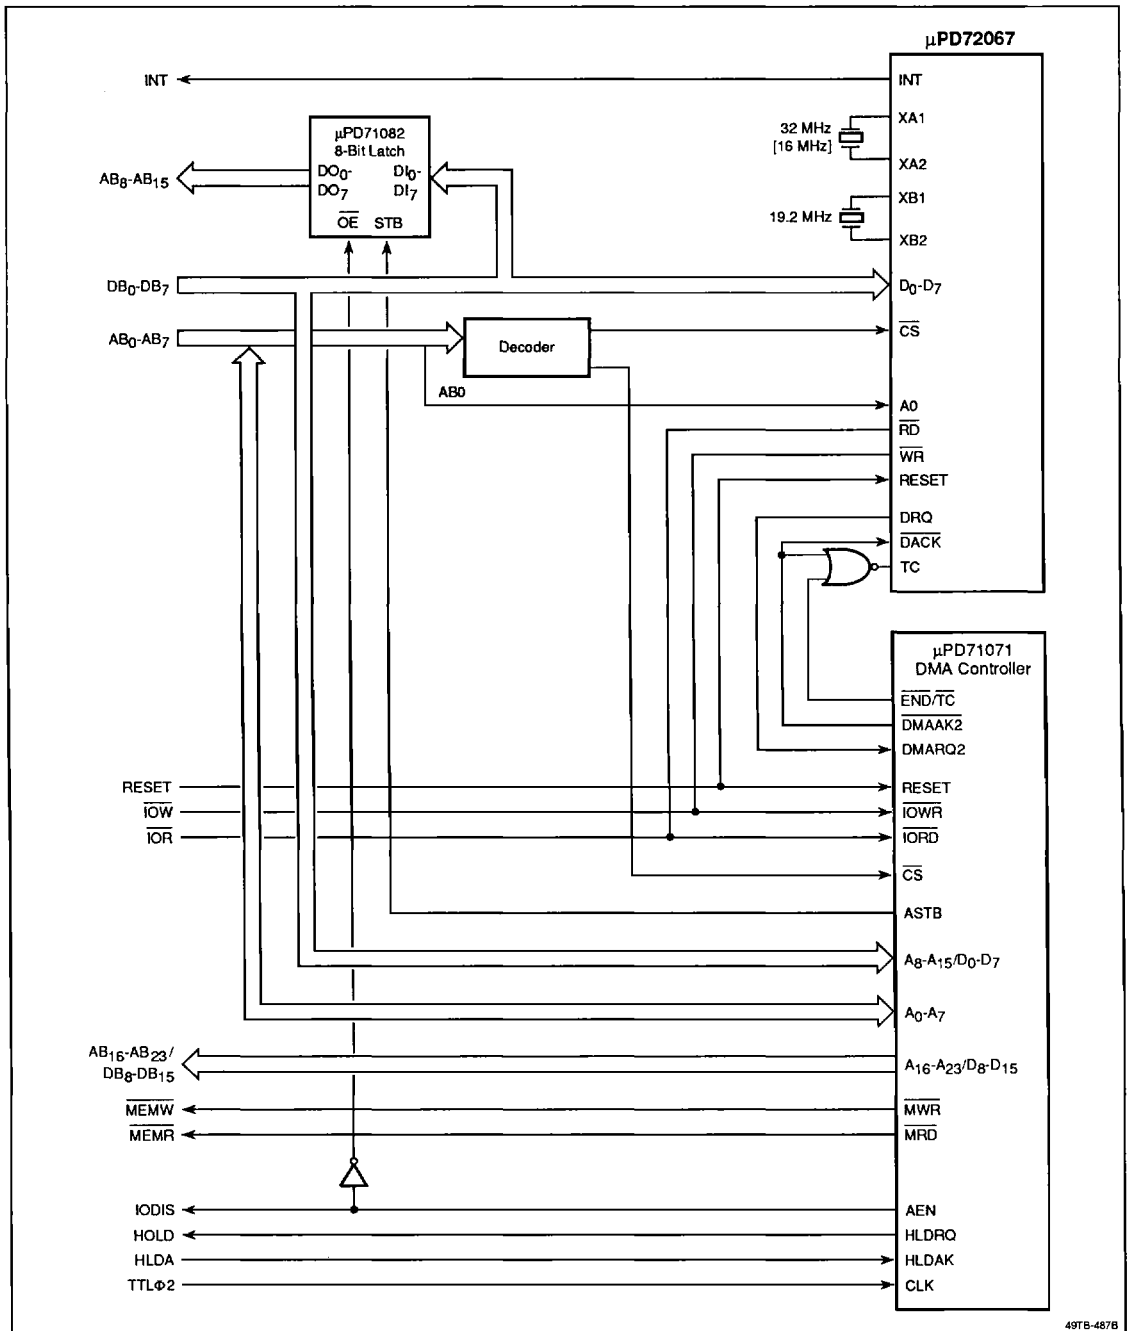 µPD72067
INT
INT
µPD71082
8-Bit Latch
DO0-
DO7
DI0-
DI7
OE STB
AB8-AB15
32 MHz
[16 MHz]
XA1
XA2
19.2 MHz
XB1
XB2
DB0-DB7
D0-D7
AB0-AB7
Decoder
CS
AB0
A0
RD
WR
RESET
DRQ
DACK
TC
µPD71071
DMA Controller
END/TC
DMAAK2
DMARQ2
RESET
RESET
IOW
IOWR
IOR
IORD
CS
ASTB
A8-A15/D0-D7
A0-A7
AB16-AB23/
DB8-DB15
A16-A23/D8-D15
MEMW
MWR
MEMR
MRD
IODIS
AEN
HOLD
HLDRQ
HLDA
HLDAK
TTLΦ2
CLK
49TB-487B